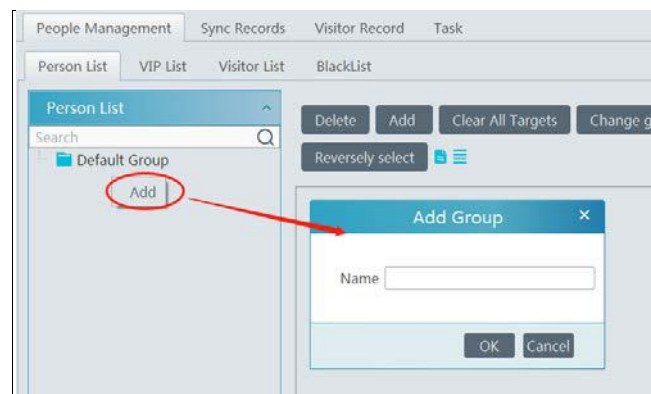 People Management Sync Records Visitor Record Task
Person List VIP List Visitor List BlackList
Person List
Search
Default Group
Add
Delete Add Clear All Targets Change g
Reversely select
Add Group
Name
OK Cancel